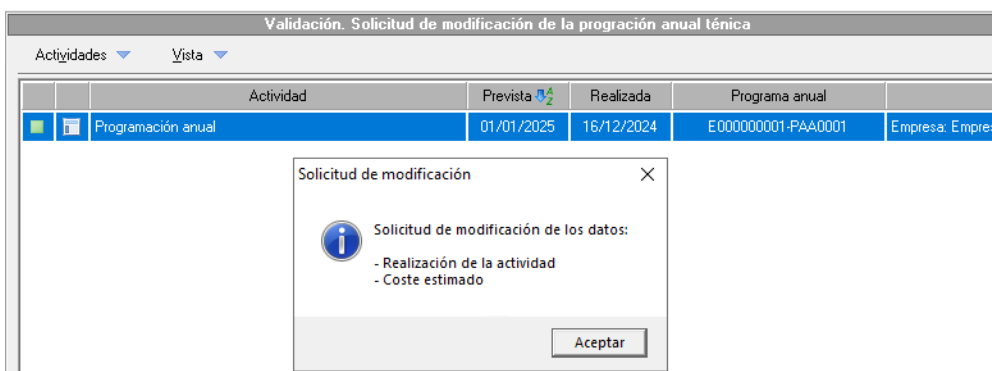 Validación. Solicitud de modificación de la progración anual ténica
Actividades Vista
Actividad Prevista Realizada Programa anual
Programación anual 01/01/2025 16/12/2024 E000000001-PAA0001 Empresa: Empres
Solicitud de modificación
Solicitud de modificación de los datos:
- Realización de la actividad
- Coste estimado
Aceptar